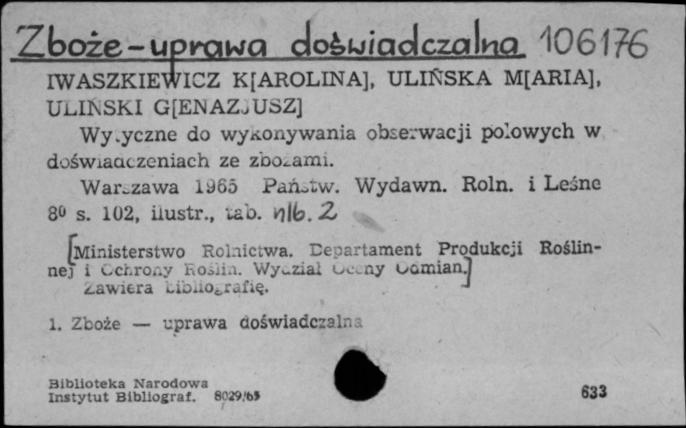 Zboże-uprawa doświadczalna 106176
IWASZKIEWICZ K[AROLINA], ULIŃSKA M[ARIA],
ULIŃSKI G[ENAZJUSZ]
Wytyczne do wykonywania obserwacji polowych w
doświadczeniach ze zbożami.
Warszawa 1965 Państw. Wydawn. Roln. i Leśne
8⁰ s. 102, ilustr., tab. nlb. 2
[Ministerstwo Rolnictwa. Departament Produkcji Roślin-
nej i Ochrony Roślin. Wydział Oceny Odmian.]
Zawiera bibliografię.
1. Zboże — uprawa doświadczalna
Biblioteka Narodowa
Instytut Bibliograf. 8029/65
633